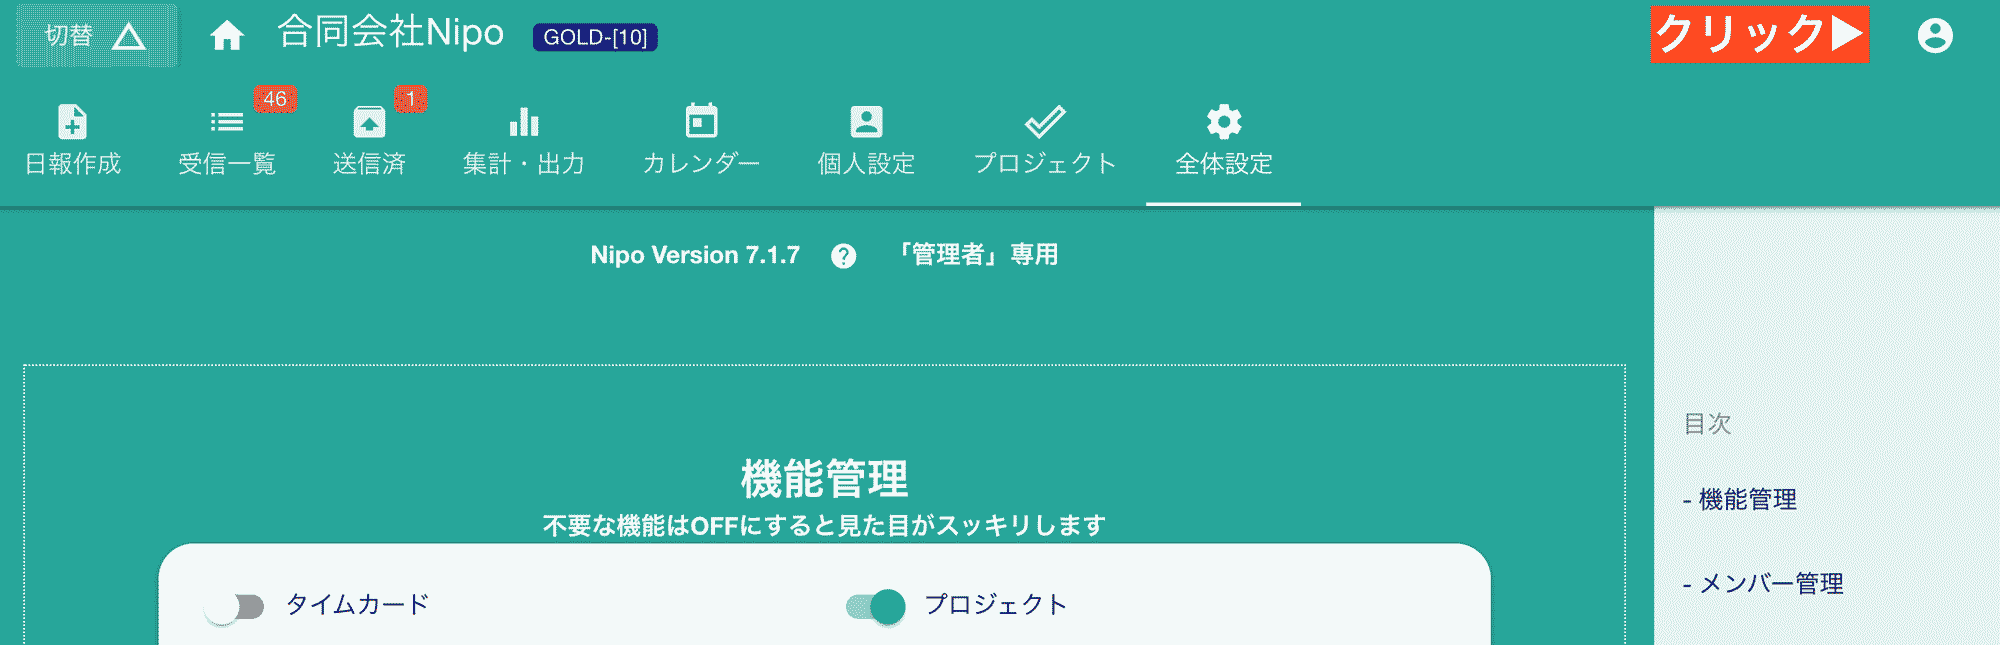 切替
合同会社Nipo
GOLD-[10]
クリック▶
日報作成
受信一覧
46
送信済
1
集計・出力
カレンダー
個人設定
プロジェクト
全体設定
Nipo Version 7.1.7 ? 「管理者」専用
機能管理
不要な機能はOFFにすると見た目がスッキリします
タイムカード
プロジェクト
目次
- 機能管理
- メンバー管理